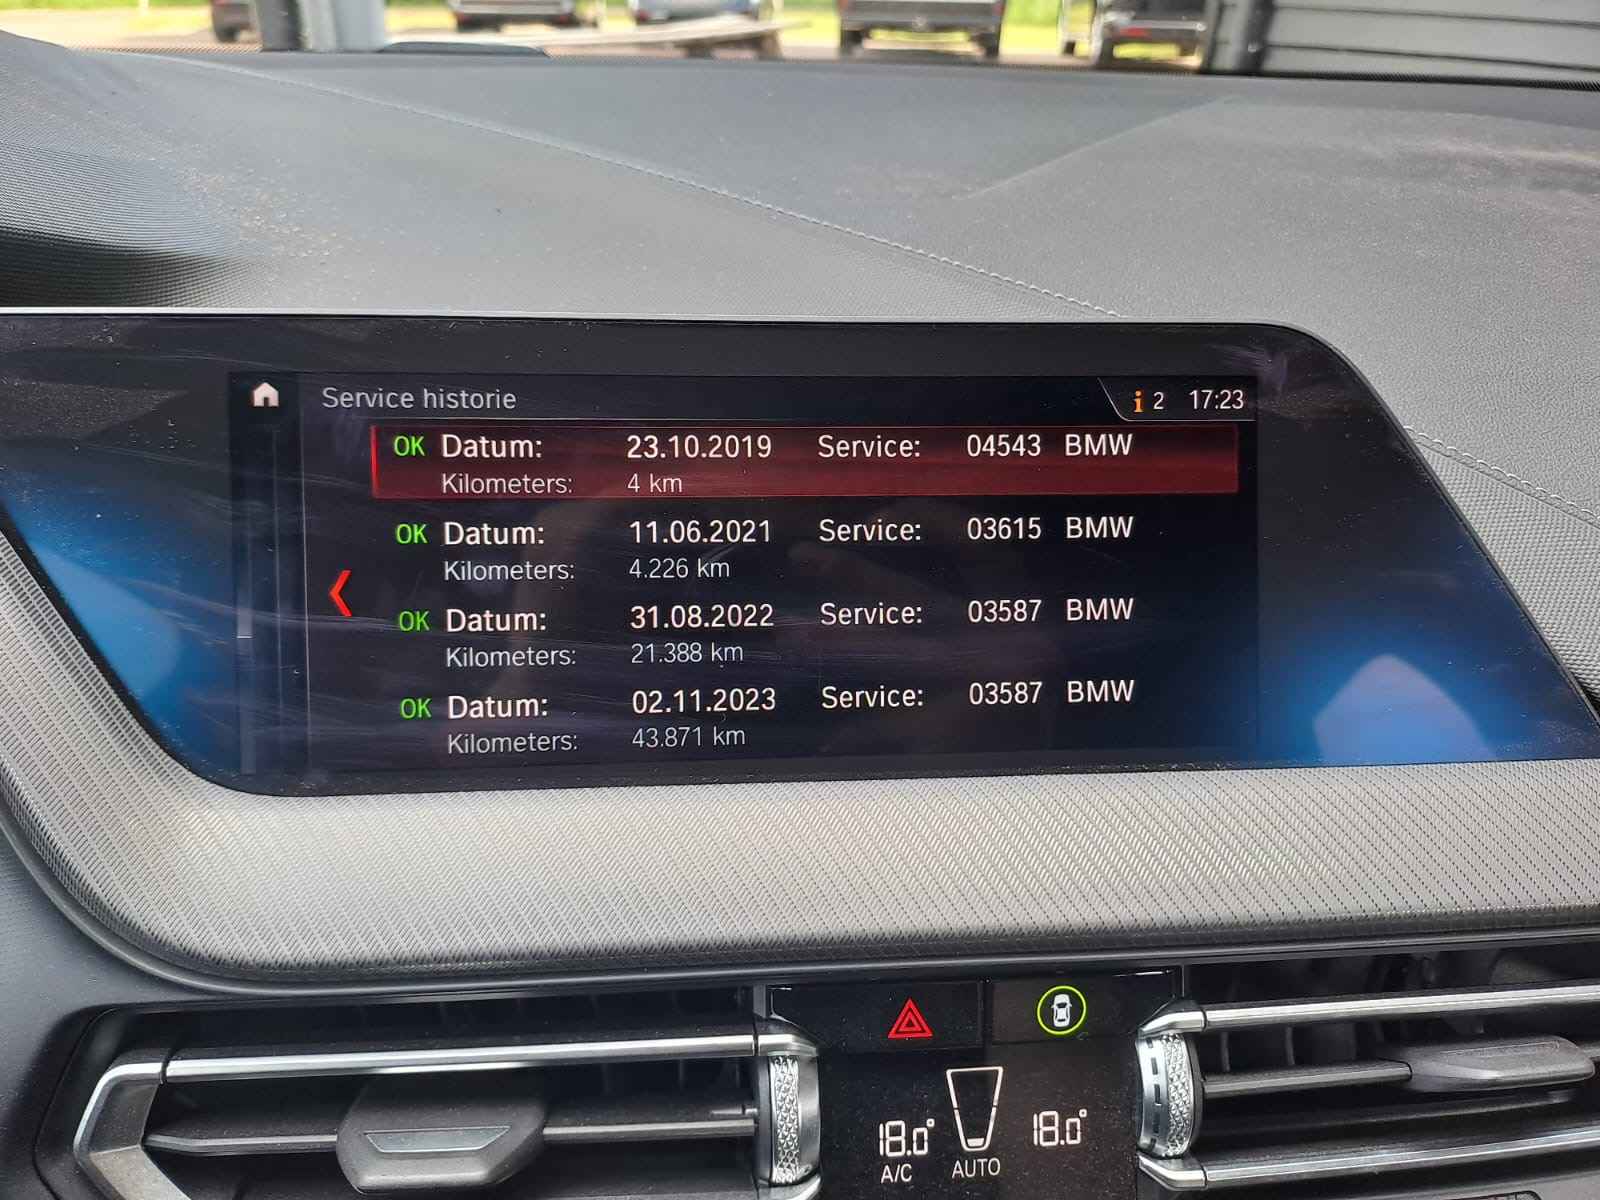 Service historie
i 2 17:23
OK Datum: 23.10.2019 Service: 04543 BMW
Kilometers: 4 km
OK Datum: 11.06.2021 Service: 03615 BMW
Kilometers: 4.226 km
OK Datum: 31.08.2022 Service: 03587 BMW
Kilometers: 21.388 km
OK Datum: 02.11.2023 Service: 03587 BMW
Kilometers: 43.871 km
18.0° 18.0°
A/C AUTO